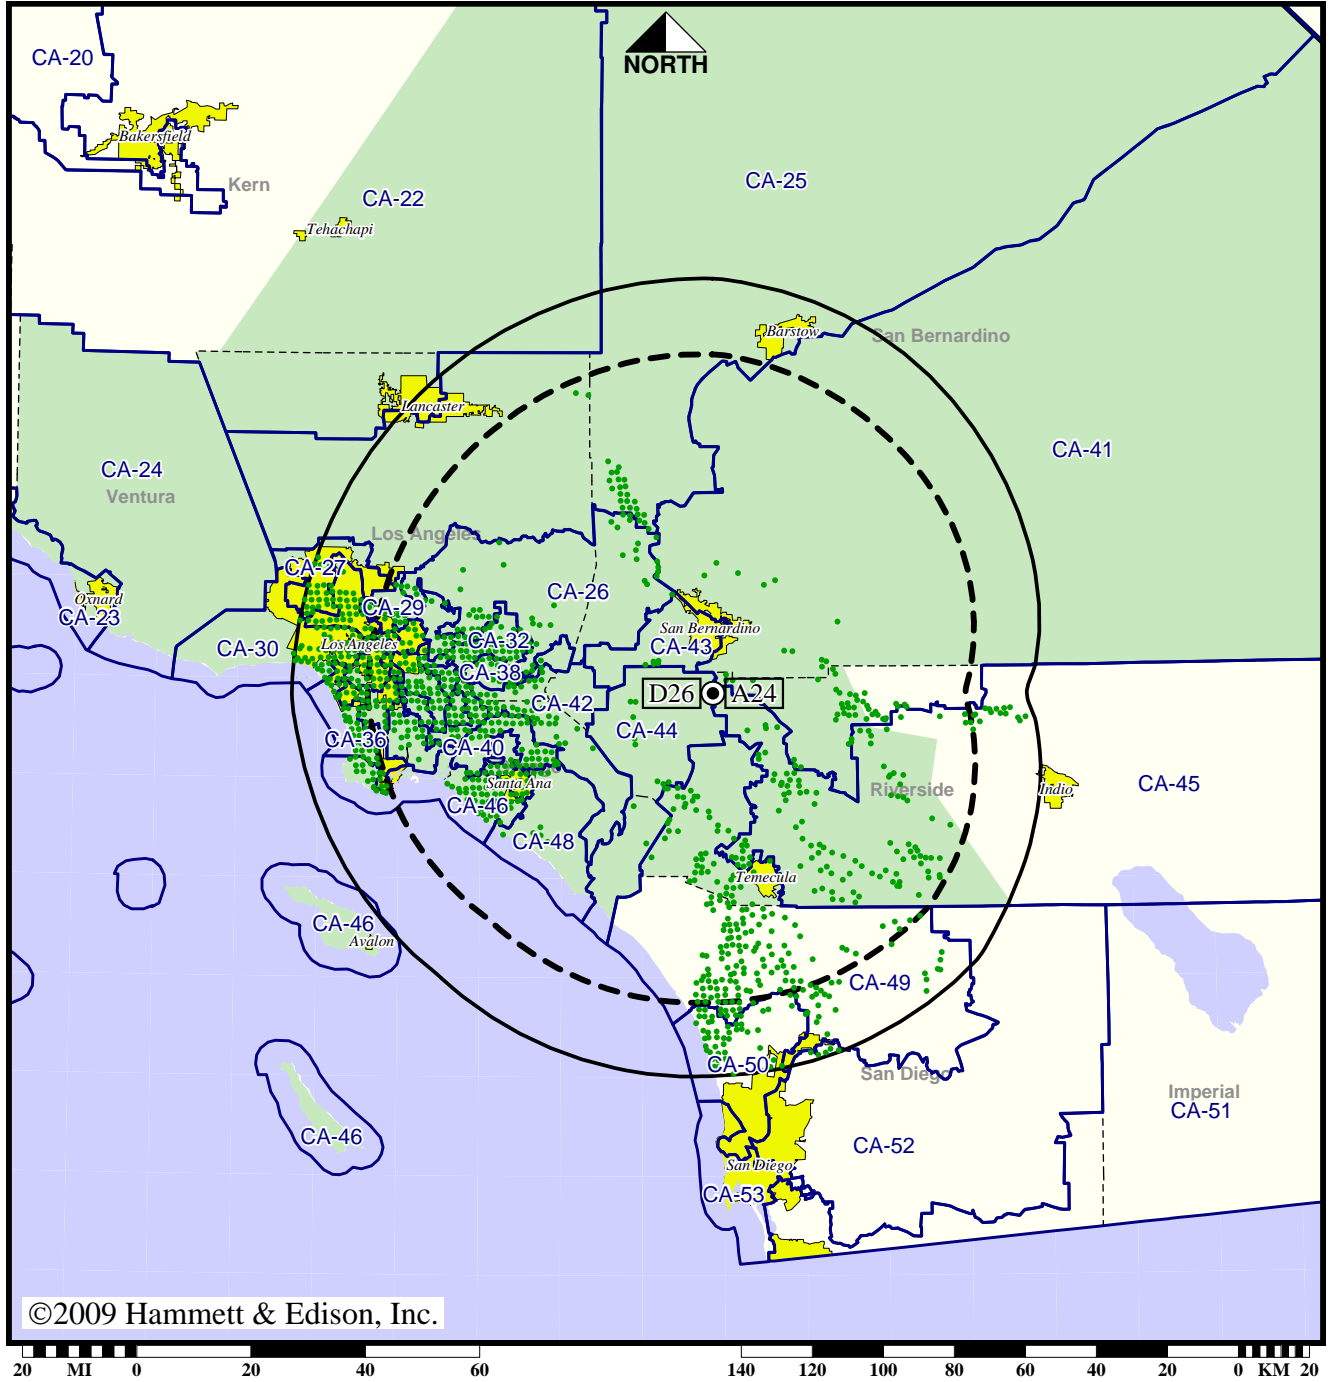 CA-20
NORTH
Bakersfield
Kern
CA-22
CA-25
Tehachapi
Barstow
San Bernardino
Lancaster
CA-24
Ventura
CA-41
Los Angeles
CA-27
CA-29
CA-26
Oxnard
CA-23
CA-30
Los Angeles
CA-32
San Bernardino
CA-43
CA-38
D26
A24
CA-42
CA-44
CA-36
CA-40
Santa Ana
CA-46
CA-48
Riverside
Indio
CA-45
Temecula
CA-46
Avalon
CA-49
CA-50
San Diego
Imperial
CA-51
CA-46
CA-52
San Diego
CA-53
©2009 Hammett & Edison, Inc.
20 MI 0 20 40 60 140 120 100 80 60 40 20 0 KM 20